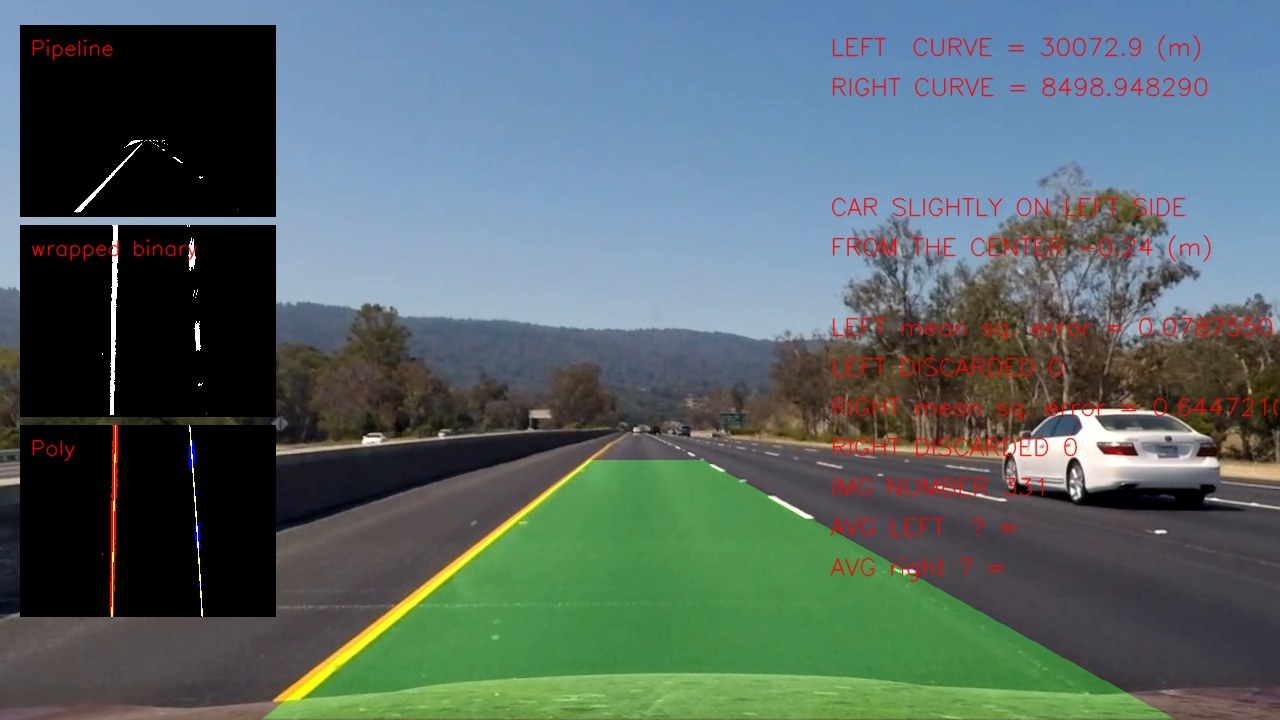 Pipeline
wrapped binary
Poly
LEFT CURVE = 30072.9 (m)
RIGHT CURVE = 8498.948290
CAR SLIGHTLY ON LEFT SIDE
FROM THE CENTER -0.24 (m)
LEFT mean sq. error = 0.0787550
LEFT DISCARDED 0
RIGHT mean sq. error = 0.6447210
RIGHT DISCARDED 0
IMG NUMBER 331
AVG LEFT ? =
AVG right ? =